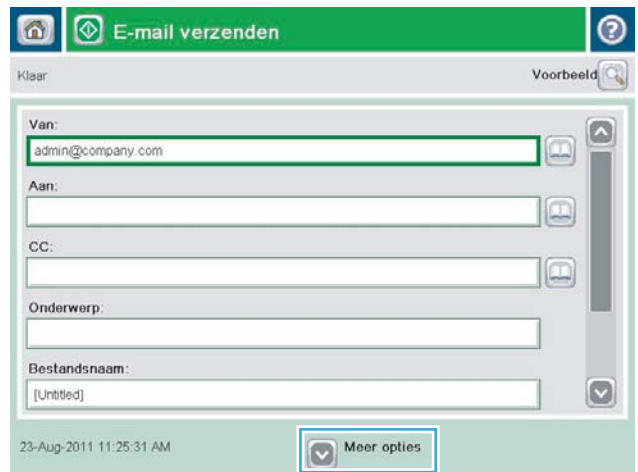 E-mail verzenden
Klaar
Voorbeeld
Van:
admin@company.com
Aan:
CC:
Onderwerp:
Bestandsnaam:
[Untitled]
23-Aug-2011 11:25:31 AM
Meer opties